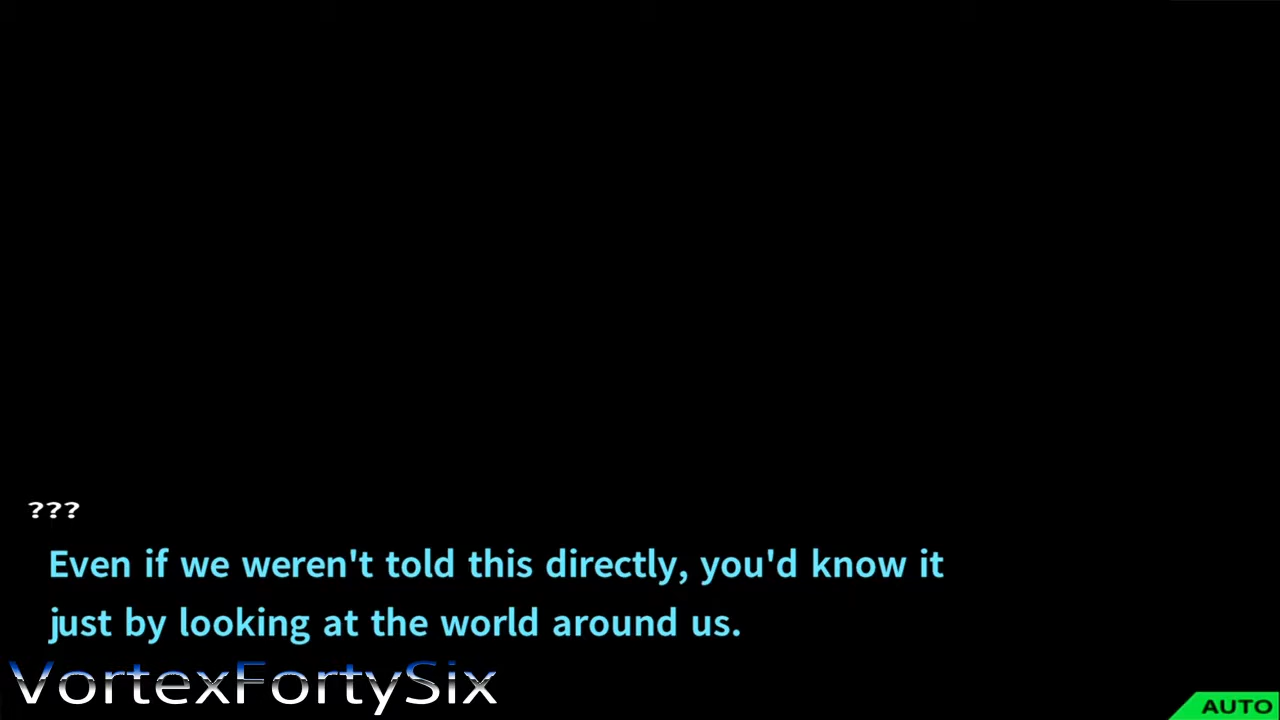 ???
Even if we weren't told this directly, you'd know it
just by looking at the world around us.
VortexFortySix
AUTO